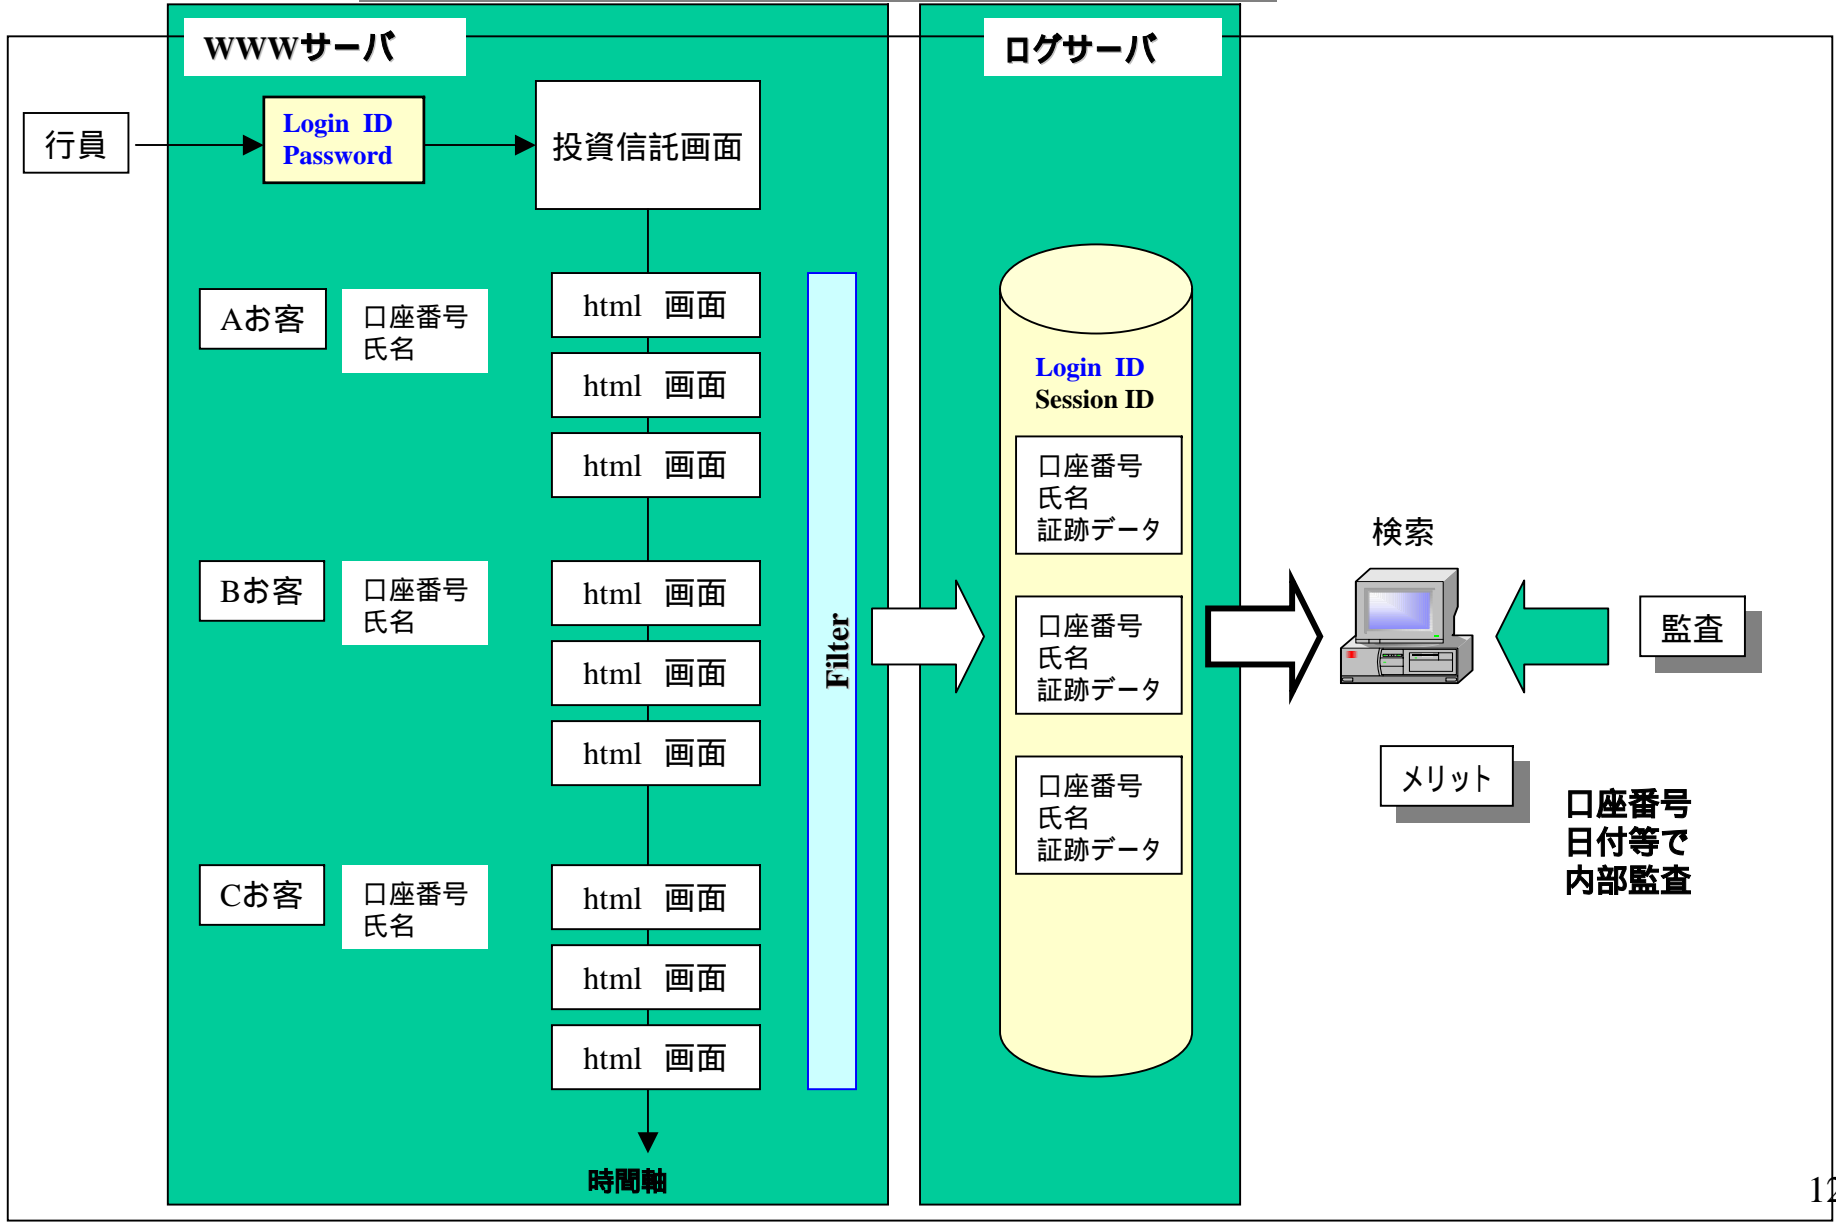 WWWサーバ
ログサーバ
行員
Login ID
Password
投資信託画面
Aお客
口座番号
氏名
html 画面
html 画面
html 画面
Bお客
口座番号
氏名
html 画面
html 画面
html 画面
Cお客
口座番号
氏名
html 画面
html 画面
html 画面
時間軸
Filter
Login ID
Session ID
口座番号
氏名
証跡データ
口座番号
氏名
証跡データ
口座番号
氏名
証跡データ
検索
監査
メリット
口座番号
日付等で
内部監査
12